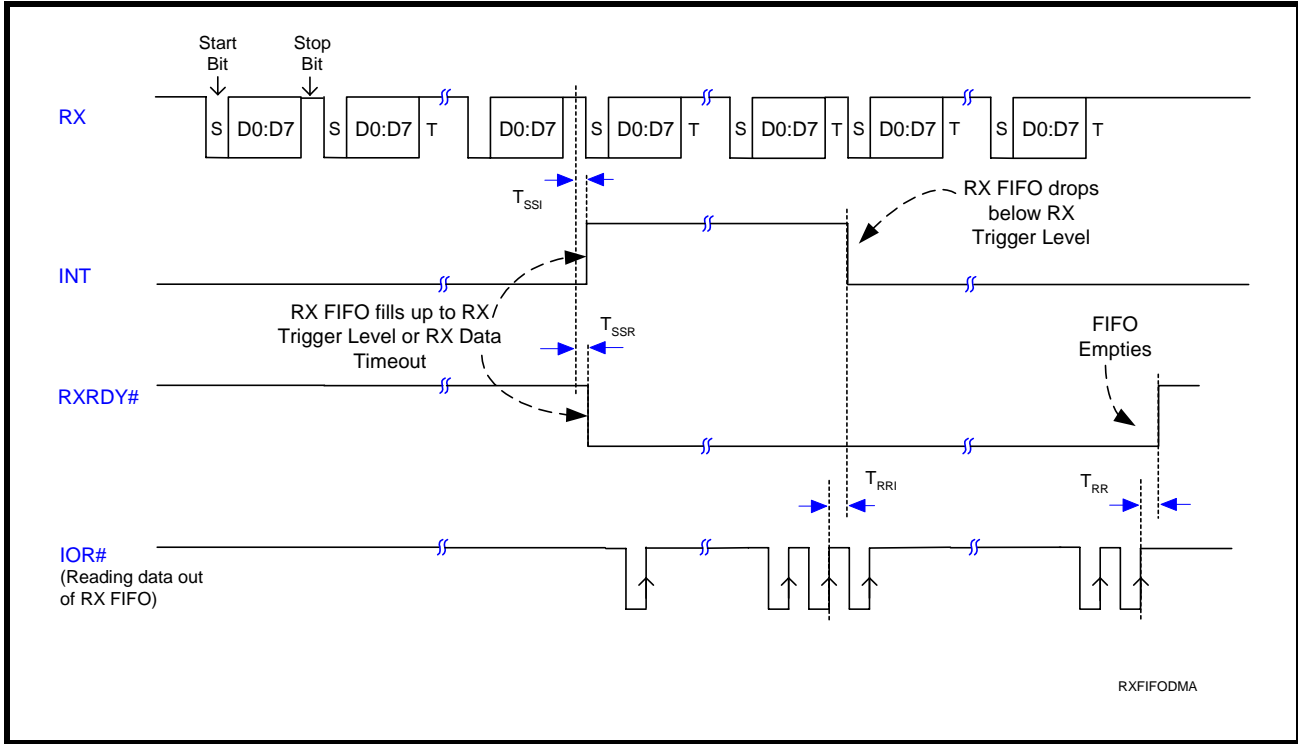 Start
Bit
Stop
Bit
RX
S D0:D7 S D0:D7 T D0:D7 S D0:D7 T S D0:D7 T S D0:D7 T S D0:D7 T
TSSI
RX FIFO drops
below RX
Trigger Level
INT
RX FIFO fills up to RX
Trigger Level or RX Data
Timeout
TSSR
FIFO
Empties
RXRDY#
TRRI
TRR
IOR#
(Reading data out
of RX FIFO)
RXFIFODMA